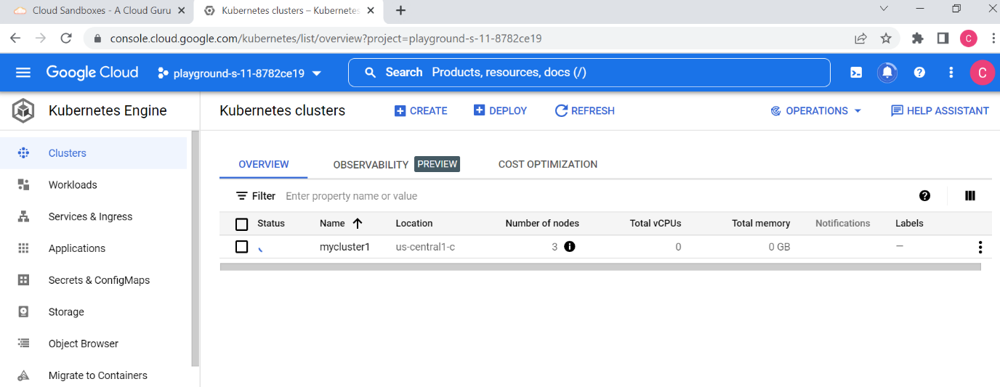 Cloud Sandboxes - A Cloud Guru
Kubernetes clusters – Kubernetes
console.cloud.google.com/kubernetes/list/overview?project=playground-s-11-8782ce19
C
Google Cloud
playground-s-11-8782ce19
Search Products, resources, docs (/)
C
Kubernetes Engine
Kubernetes clusters
CREATE
DEPLOY
REFRESH
OPERATIONS
HELP ASSISTANT
Clusters
Workloads
Services & Ingress
Applications
Secrets & ConfigMaps
Storage
Object Browser
Migrate to Containers
OVERVIEW
OBSERVABILITY PREVIEW
COST OPTIMIZATION
Filter Enter property name or value
Status Name Location Number of nodes Total vCPUs Total memory Notifications Labels
mycluster1 us-central1-c 3 0 0 GB —